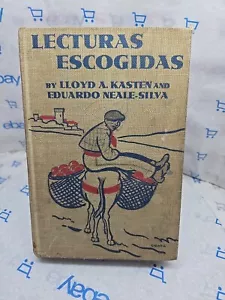 LECTURAS
ESCOGIDAS
BY LLOYD A. KASTEN AND
EDUARDO NEALE-SILVA